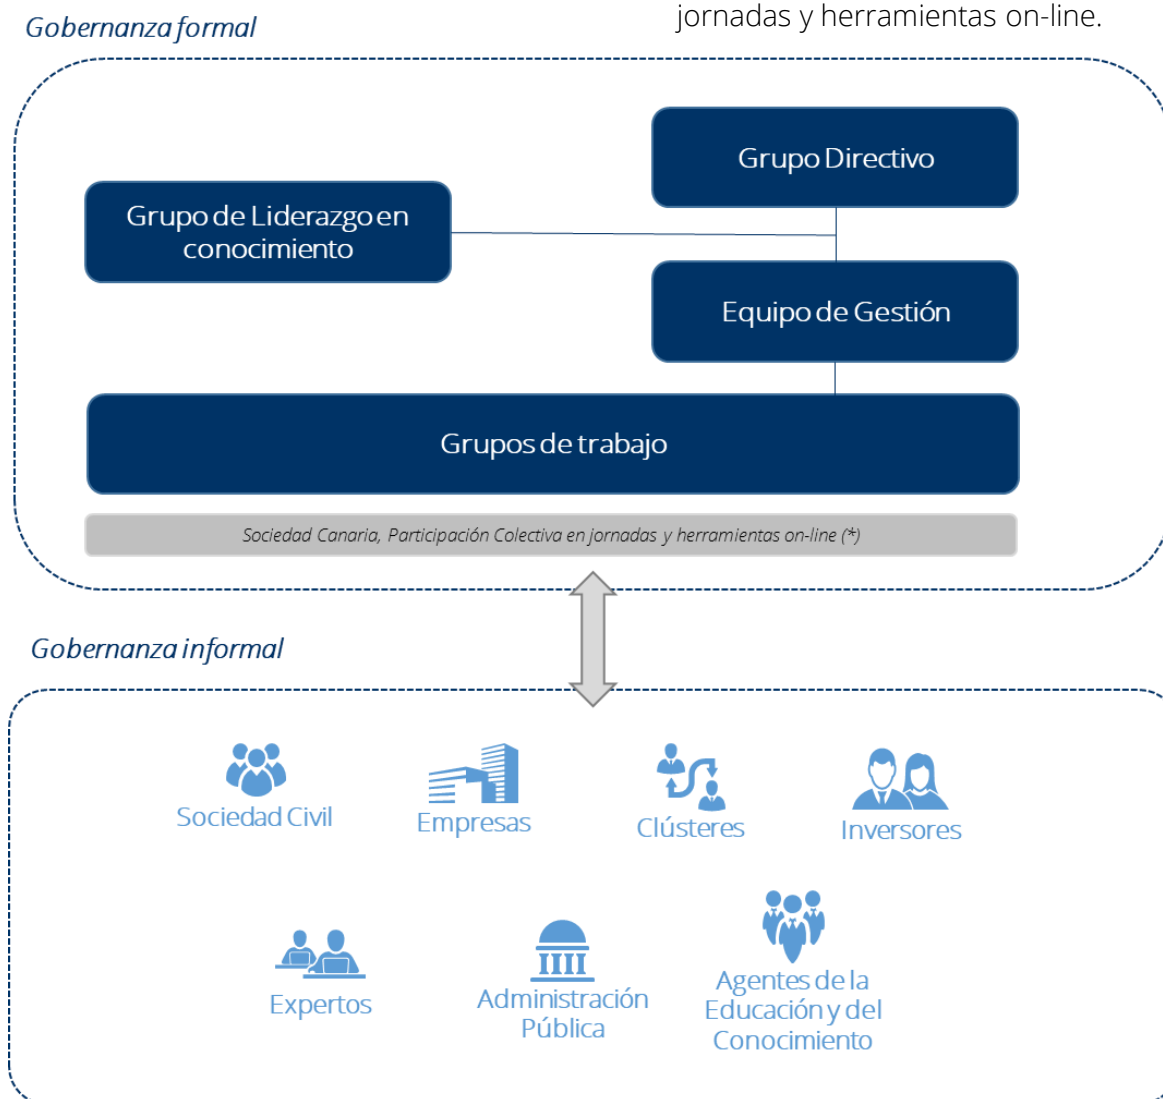 jornadas y herramientas on-line.
Gobernanza formal
Grupo Directivo
Grupo de Liderazgo en
conocimiento
Equipo de Gestión
Grupos de trabajo
Sociedad Canaria, Participación Colectiva en jornadas y herramientas on-line (*)
Gobernanza informal
Sociedad Civil
Empresas
Clústeres
Inversores
Expertos
Administración
Pública
Agentes de la
Educación y del
Conocimiento